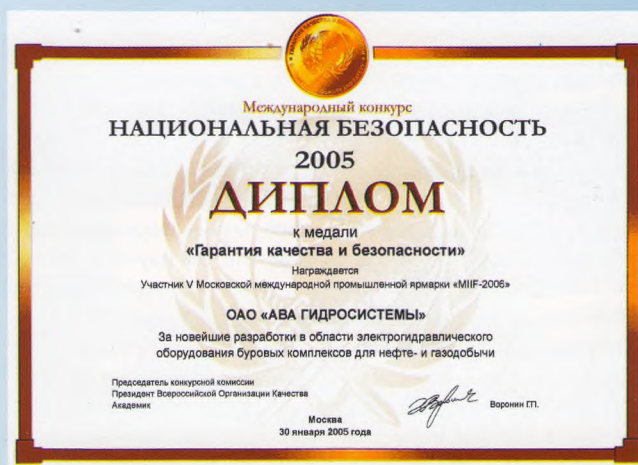 Международный конкурс
НАЦИОНАЛЬНАЯ БЕЗОПАСНОСТЬ
2005
ДИПЛОМ
к медали
«Гарантия качества и безопасности»
Награждается
Участник V Московской международной промышленной ярмарки «MIIF-2006»
ОАО «АВА ГИДРОСИСТЕМЫ»
За новейшие разработки в области электрогидравлического
оборудования буровых комплексов для нефте- и газодобычи
Председатель конкурсной комиссии
Президент Всероссийской Организации Качества
Академик
Воронин Г.П.
Москва
30 января 2005 года